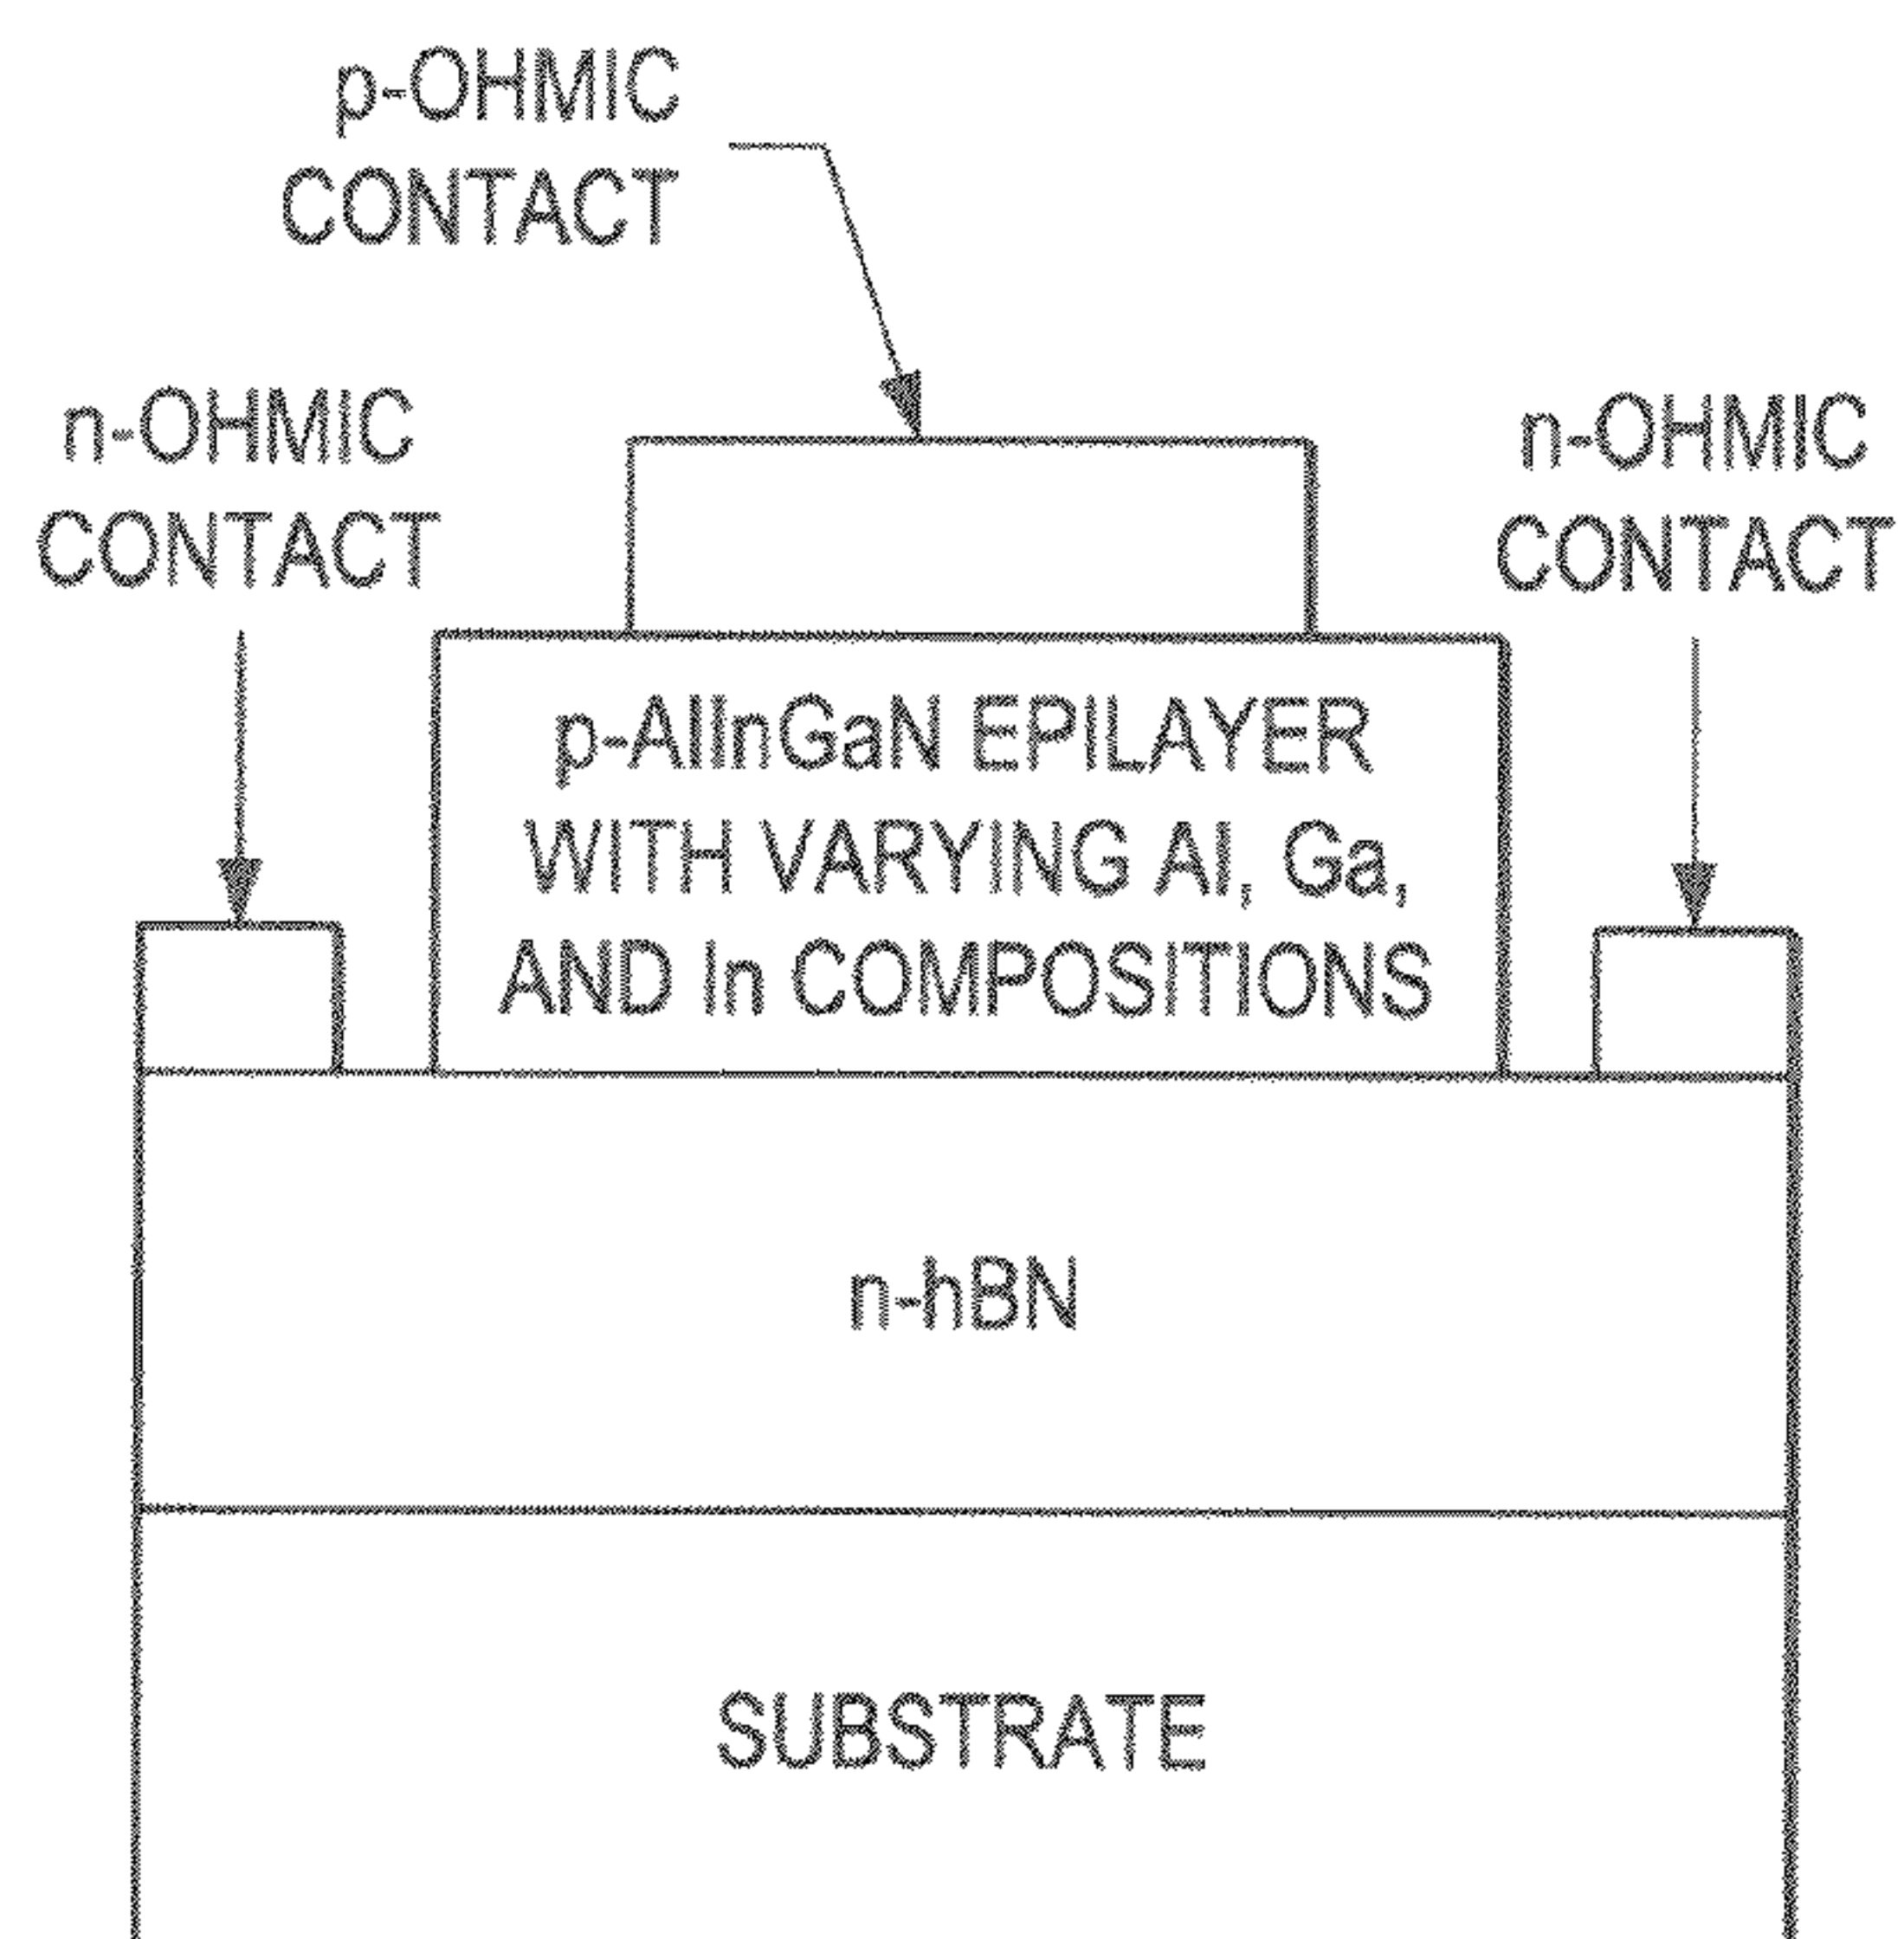 p-OHMIC
CONTACT
n-OHMIC
CONTACT
n-OHMIC
CONTACT
p-AlInGaN EPILAYER
WITH VARYING Al, Ga,
AND In COMPOSITIONS
n-hBN
SUBSTRATE